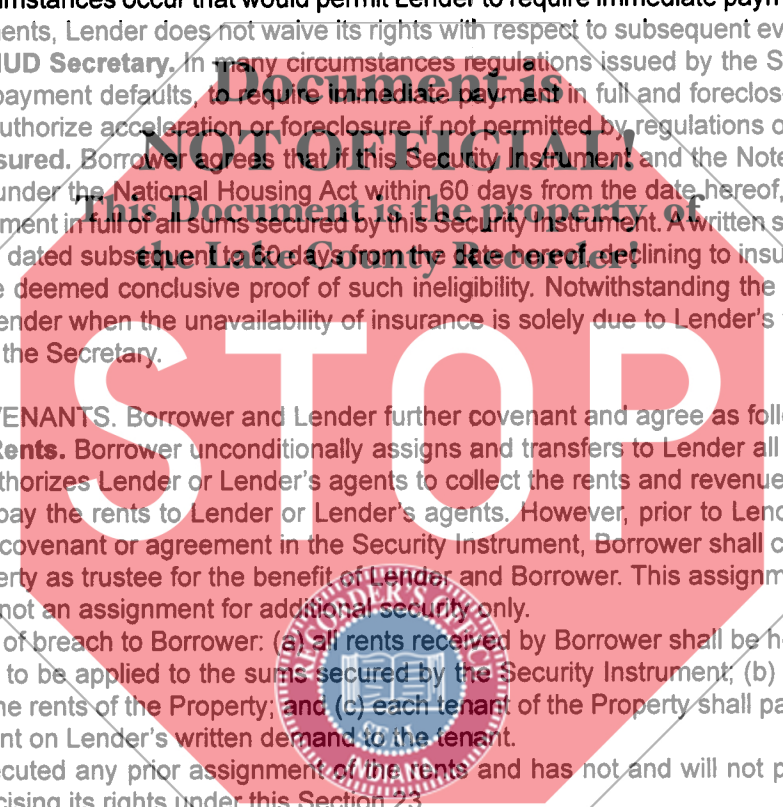 umstances occur that would permit Lender to require immediate paym
ents, Lender does not waive its rights with respect to subsequent ev
HUD Secretary. In many circumstances regulations issued by the S
Document is
payment defaults, to require immediate payment in full and foreclos
uthorize acceleration or foreclosure if not permitted by regulations o
NOT OFFICIAL!
sured. Borrower agrees that if this Security Instrument and the Note
under the National Housing Act within 60 days from the date hereof,
This Document is the property of
ment in full of all sums secured by this Security Instrument. A written s
the Lake County Recorder!
dated subsequent to 60 days from the date hereof, declining to insu
e deemed conclusive proof of such ineligibility. Notwithstanding the
ender when the unavailability of insurance is solely due to Lender's
the Secretary.
STOP
VENANTS. Borrower and Lender further covenant and agree as foll
Rents. Borrower unconditionally assigns and transfers to Lender all
thorizes Lender or Lender's agents to collect the rents and revenue
pay the rents to Lender or Lender's agents. However, prior to Lend
covenant or agreement in the Security Instrument, Borrower shall c
erty as trustee for the benefit of Lender and Borrower. This assignm
not an assignment for additional security only.
of breach to Borrower: (a) all rents received by Borrower shall be h
to be applied to the sums secured by the Security Instrument; (b)
he rents of the Property; and (c) each tenant of the Property shall pa
nt on Lender's written demand to the tenant.
ecuted any prior assignment of the rents and has not and will not p
cising its rights under this Section 23.